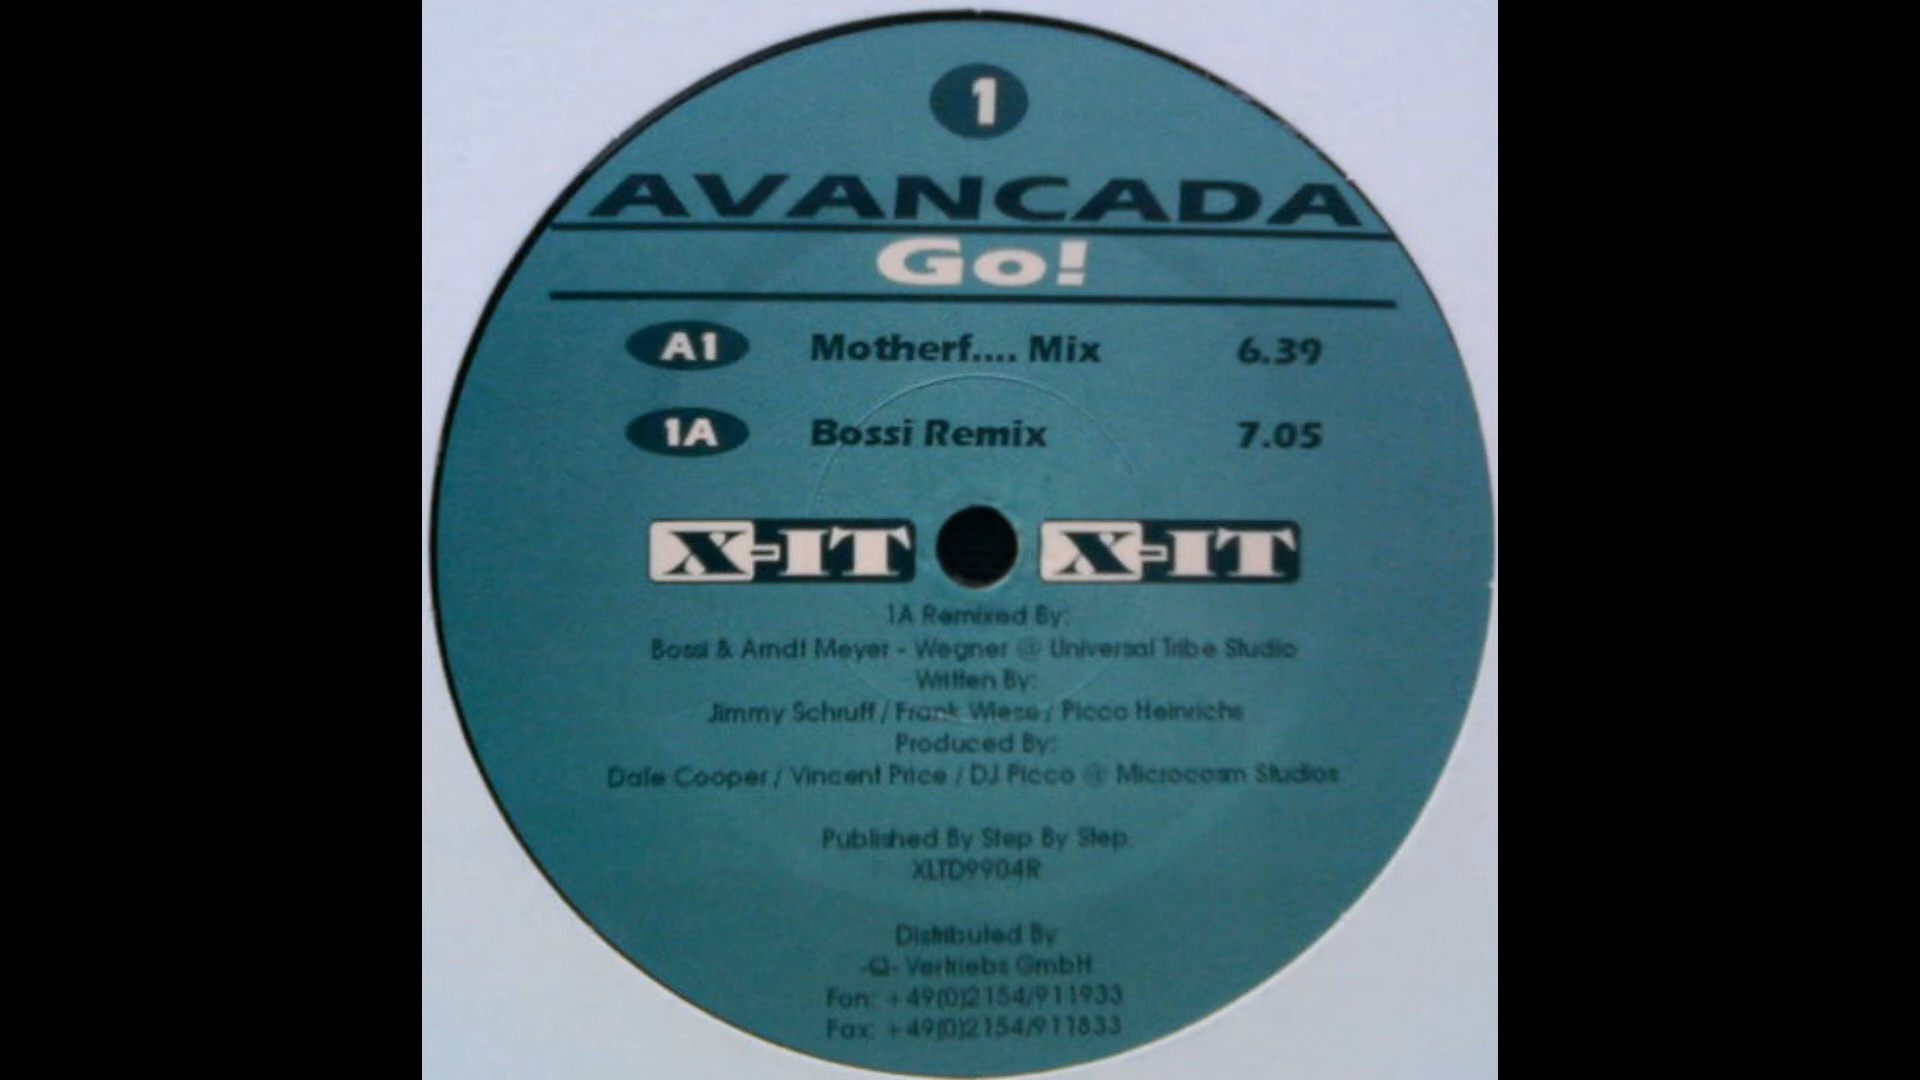 1
AVANCADA
Go!
A1 Motherf.... Mix 6.39
1A Bossi Remix 7.05
X-IT X-IT
1A Remixed By:
Bossi & Arndt Meyer - Wegner @ Universal Tribe Studio
Written By:
Jimmy Schruff / Frank Wiese / Picco Heinrichs
Produced By:
Dale Cooper / Vincent Price / DJ Picco @ Microcosm Studios
Published By Step By Step.
XLTD9904R
Distributed By
-Q- Vertriebs GmbH
Fon: +49(0)2154/911933
Fax: +49(0)2154/911833